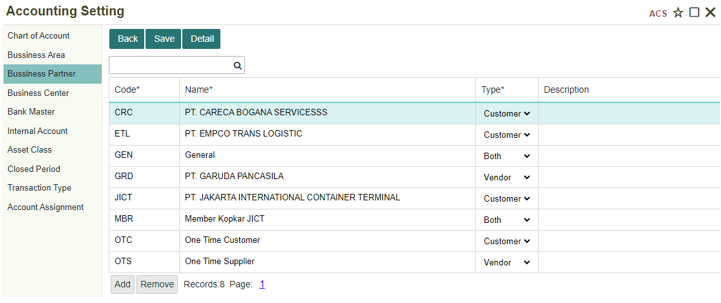 Accounting Setting
ACS
Chart of Account
Bussiness Area
Bussiness Partner
Business Center
Bank Master
Internal Account
Asset Class
Closed Period
Transaction Type
Account Assignment
Back Save Detail
Code* Name* Type* Description
CRC PT. CARECA BOGANA SERVICESSS Customer
ETL PT. EMPCO TRANS LOGISTIC Customer
GEN General Both
GRD PT. GARUDA PANCASILA Vendor
JICT PT. JAKARTA INTERNATIONAL CONTAINER TERMINAL Customer
MBR Member Kopkar JICT Both
OTC One Time Customer Customer
OTS One Time Supplier Vendor
Add Remove Records:8 Page: 1